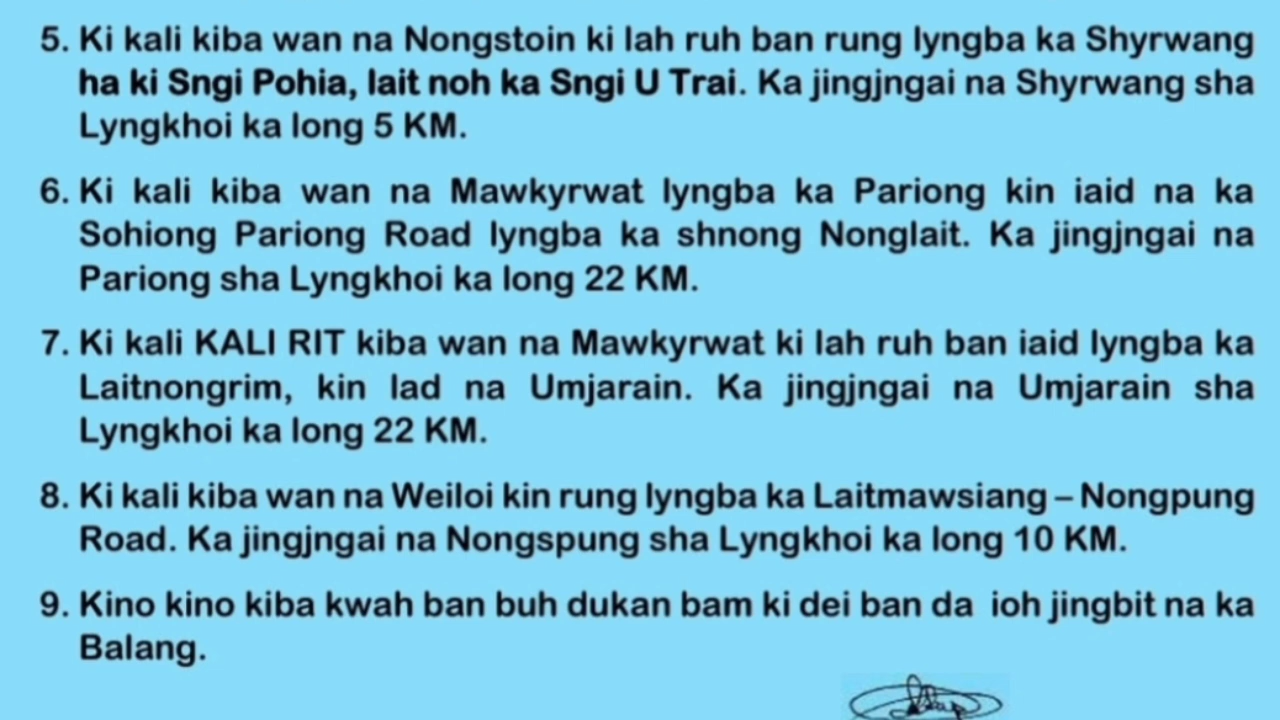 5. Ki kali kiba wan na Nongstoin ki lah ruh ban rung lyngba ka Shyrwang
ha ki Sngi Pohia, lait noh ka Sngi U Trai. Ka jingjngai na Shyrwang sha
Lyngkhoi ka long 5 KM.
6. Ki kali kiba wan na Mawkyrwat lyngba ka Pariong kin iaid na ka
Sohiong Pariong Road lyngba ka shnong Nonglait. Ka jingjngai na
Pariong sha Lyngkhoi ka long 22 KM.
7. Ki kali KALI RIT kiba wan na Mawkyrwat ki lah ruh ban iaid lyngba ka
Laitnongrim, kin lad na Umjarain. Ka jingjngai na Umjarain sha
Lyngkhoi ka long 22 KM.
8. Ki kali kiba wan na Weiloi kin rung lyngba ka Laitmawsiang – Nongpung
Road. Ka jingjngai na Nongspung sha Lyngkhoi ka long 10 KM.
9. Kino kino kiba kwah ban buh dukan bam ki dei ban da ioh jingbit na ka
Balang.